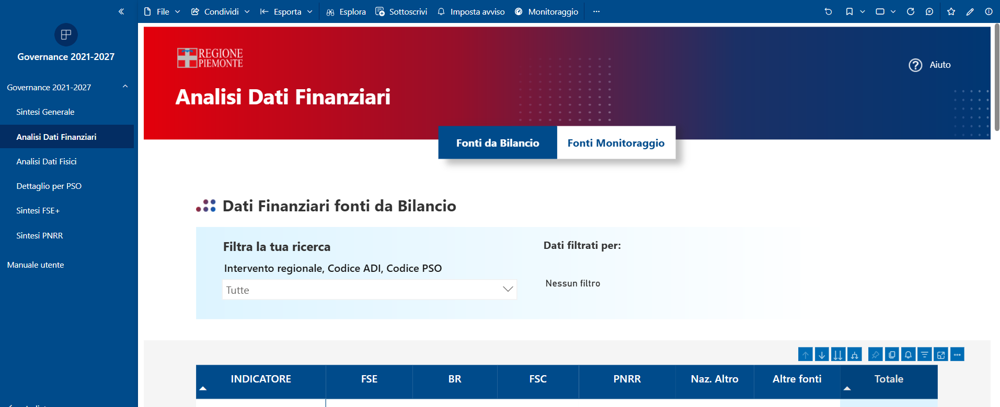 File
Condividi
Esporta
Esplora
Sottoscrivi
Imposta avviso
Monitoraggio
Governance 2021-2027
Governance 2021-2027
Sintesi Generale
Analisi Dati Finanziari
Analisi Dati Fisici
Dettaglio per PSO
Sintesi FSE+
Sintesi PNRR
Manuale utente
REGIONE
PIEMONTE
Aiuto
Analisi Dati Finanziari
Fonti da Bilancio
Fonti Monitoraggio
Dati Finanziari fonti da Bilancio
Filtra la tua ricerca
Intervento regionale, Codice ADI, Codice PSO
Tutte
Dati filtrati per:
Nessun filtro
INDICATORE FSE BR FSC PNRR Naz. Altro Altre fonti Totale